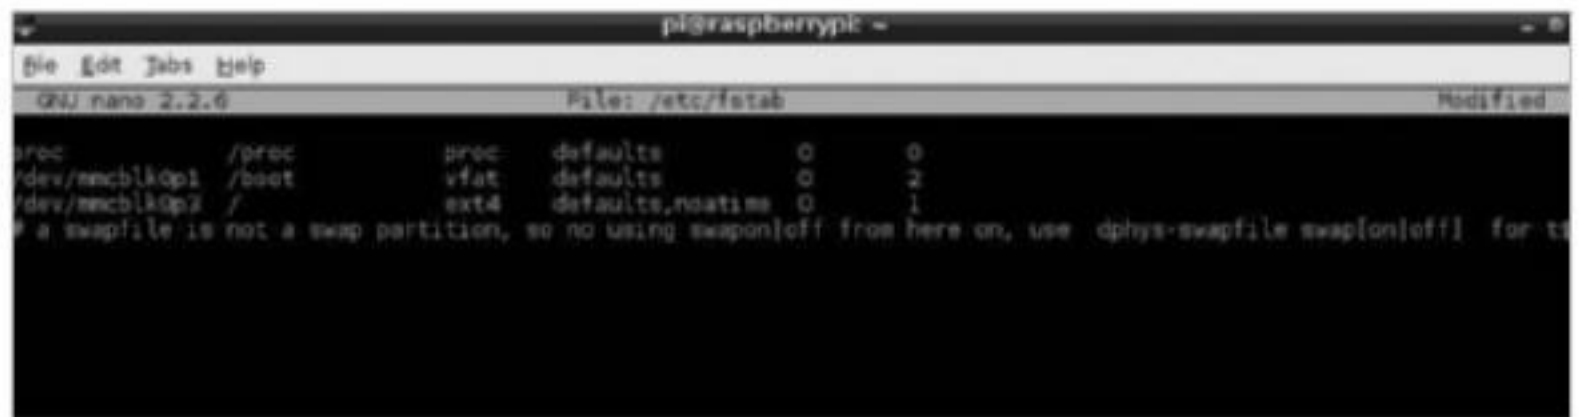 pi@raspberrypi: ~
File Edit Tabs Help
GNU nano 2.2.6 File: /etc/fstab Modified
proc /proc proc defaults 0 0
/dev/mmcblk0p1 /boot vfat defaults 0 2
/dev/mmcblk0p3 / ext4 defaults,noatime 0 1
# a swapfile is not a swap partition, so no using swapon|off from here on, use dphys-swapfile swap[on|off] for t$